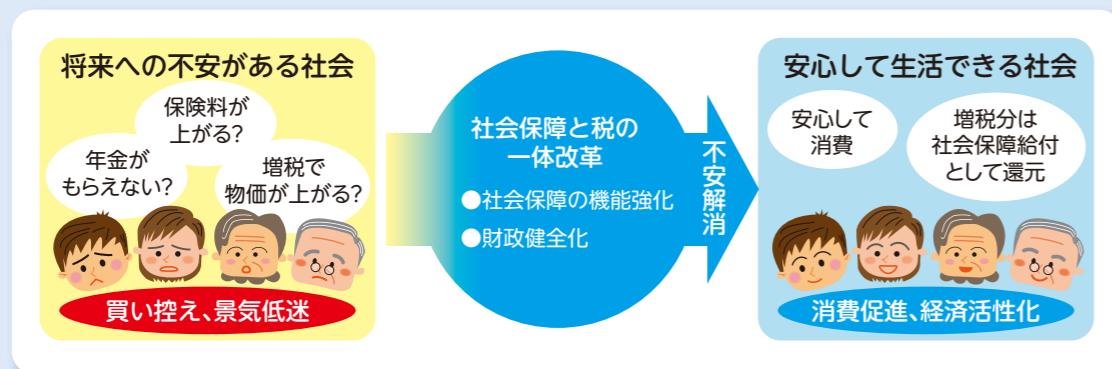 将来への不安がある社会
保険料が
上がる?
年金が
もらえない?
増税で
物価が上がる?
買い控え、景気低迷
社会保障と税の
一体改革
●社会保障の機能強化
●財政健全化
不安解消
安心して生活できる社会
安心して
消費
増税分は
社会保障給付
として還元
消費促進、経済活性化